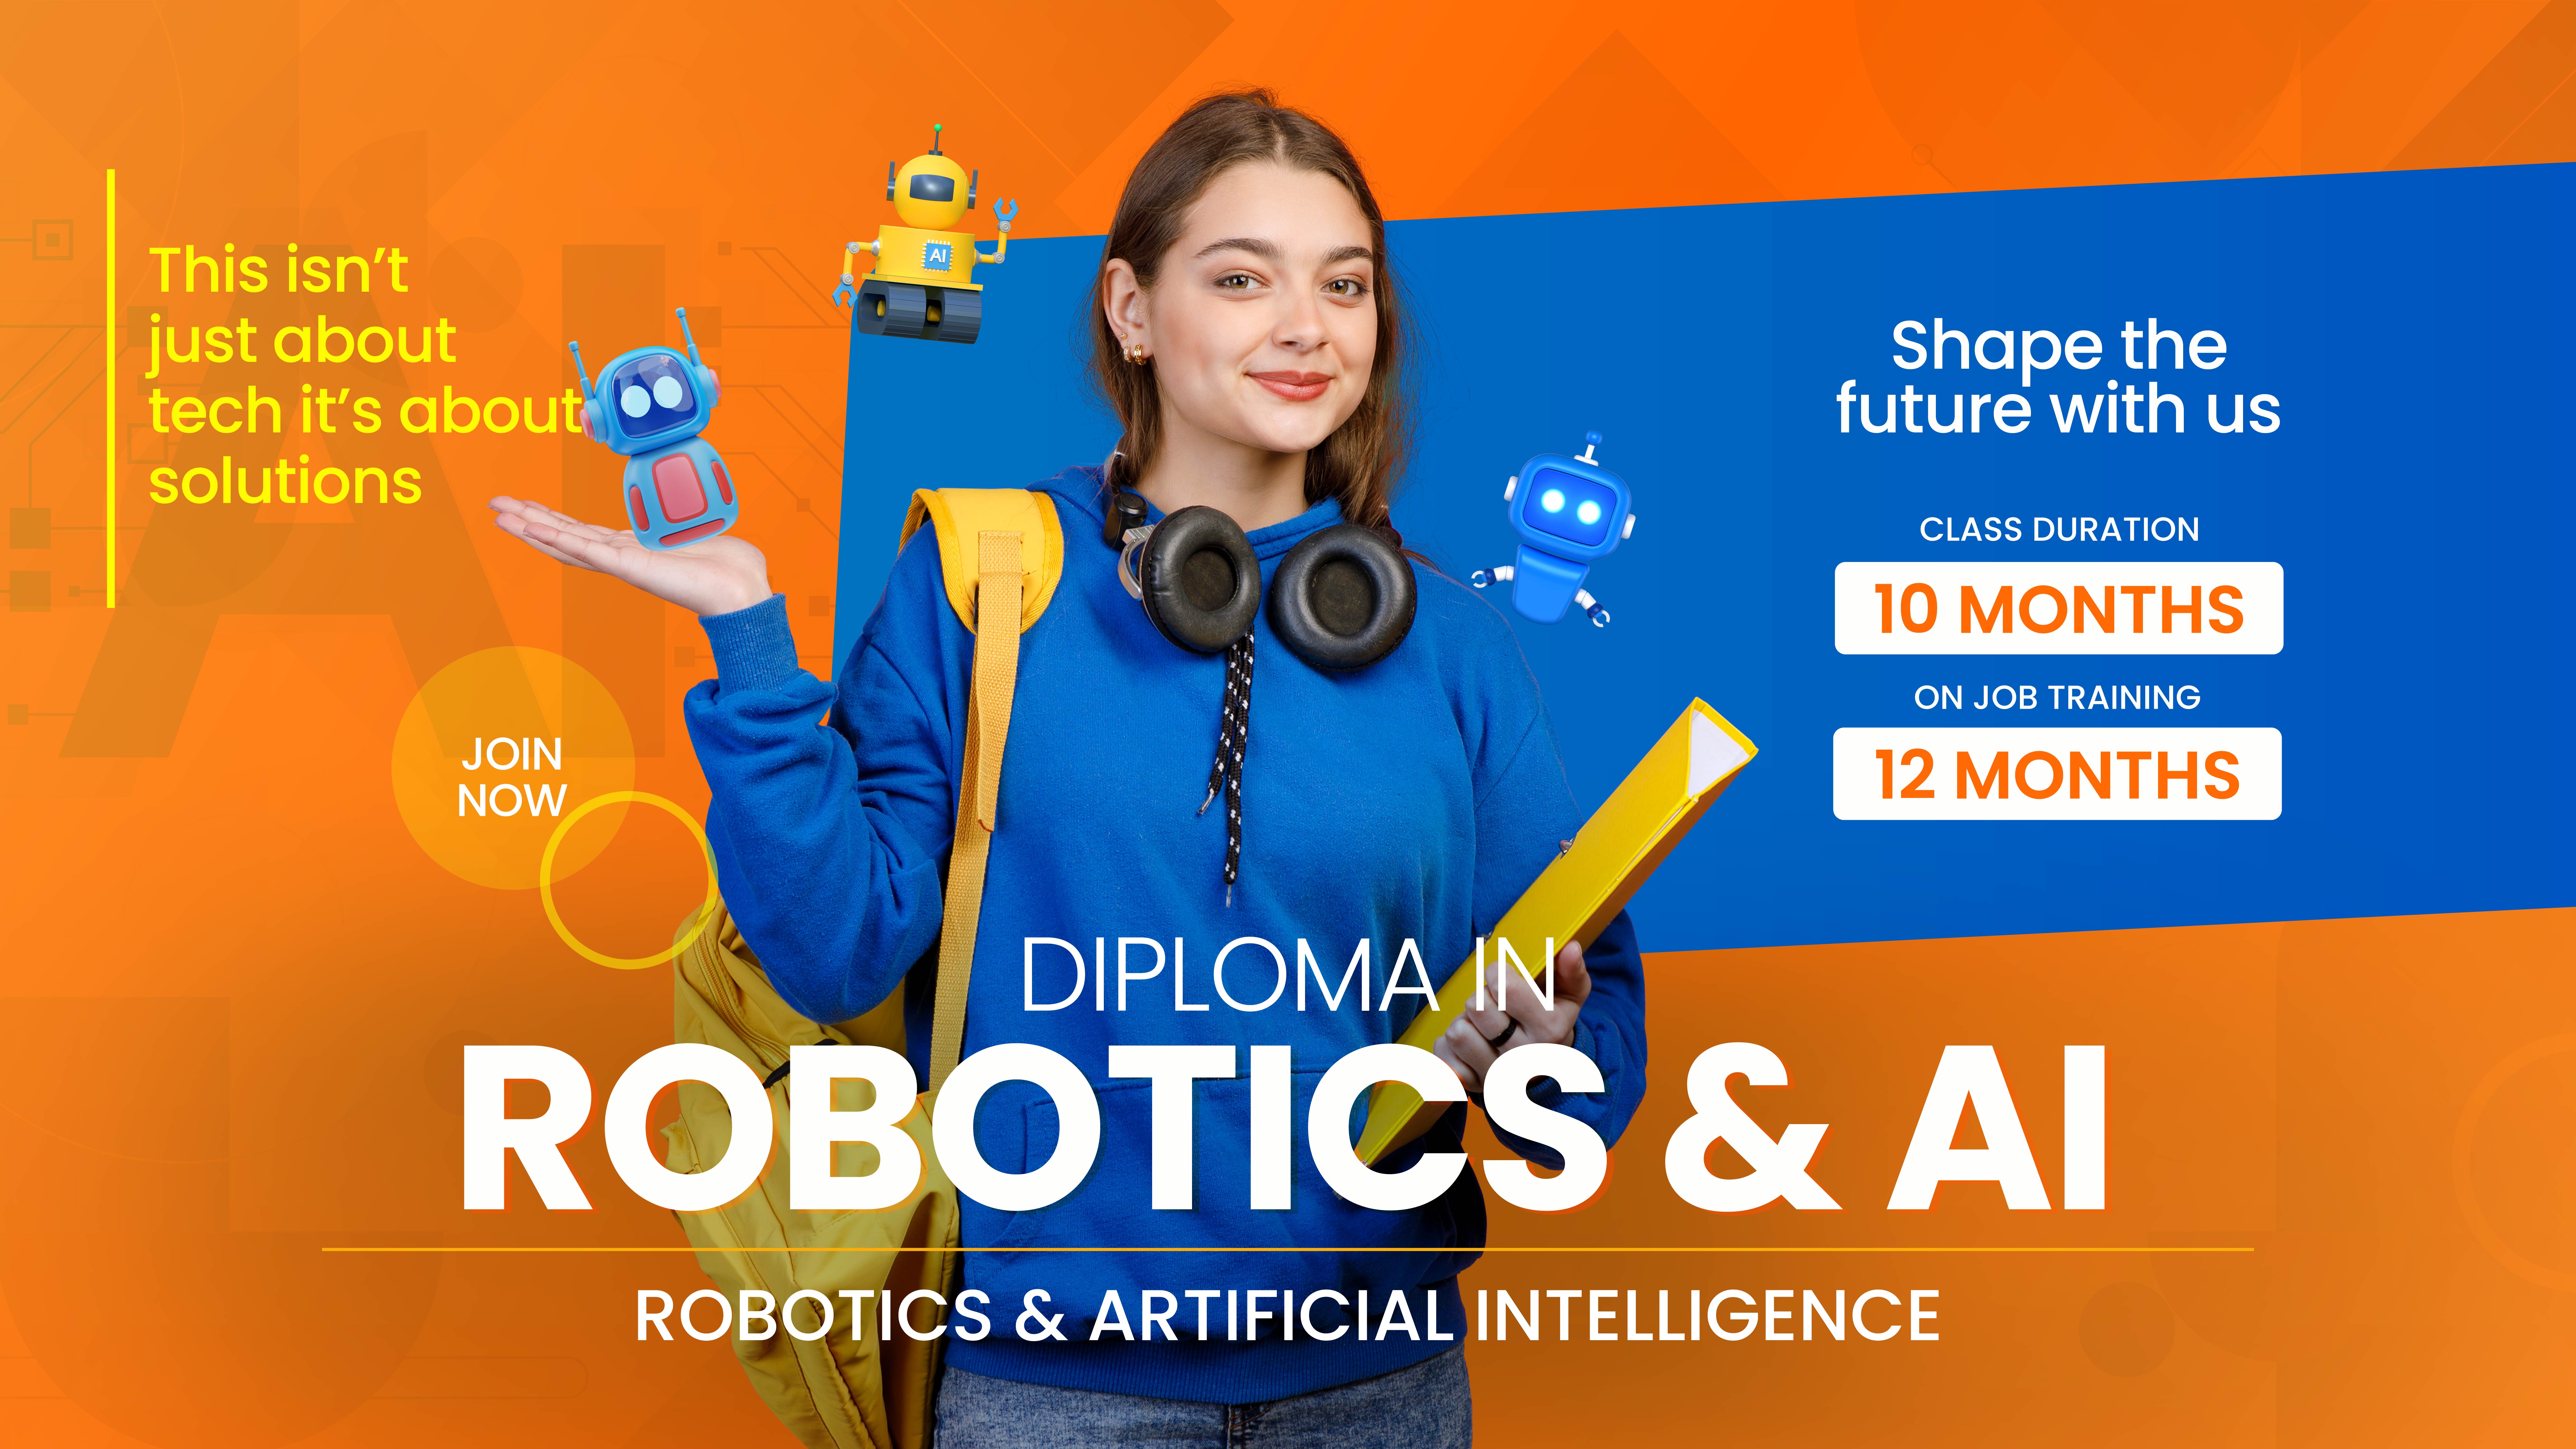 This isn't
just about
tech it's about
solutions
AI
AI
Shape the
future with us
CLASS DURATION
10 MONTHS
ON JOB TRAINING
12 MONTHS
JOIN
NOW
DIPLOMA IN
ROBOTICS & AI
ROBOTICS & ARTIFICIAL INTELLIGENCE